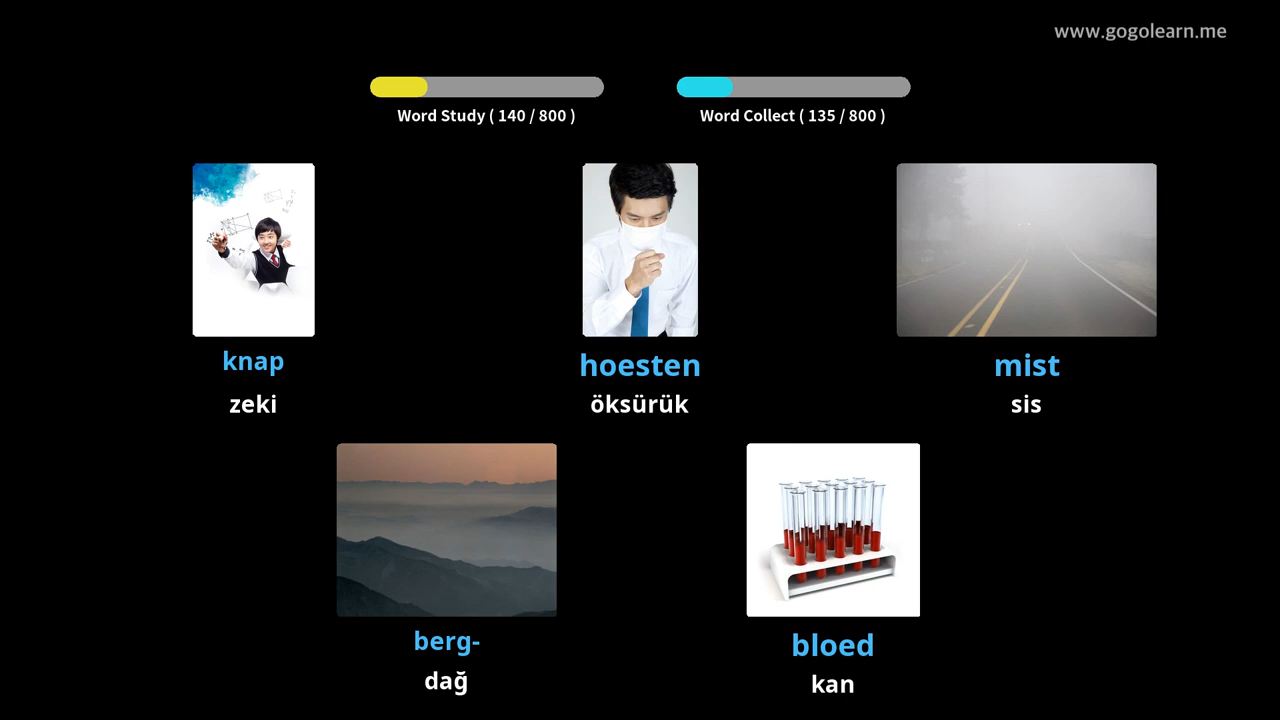 www.gogolearn.me
Word Study ( 140 / 800 )
Word Collect ( 135 / 800 )
knap
zeki
hoesten
öksürük
mist
sis
berg-
dağ
bloed
kan